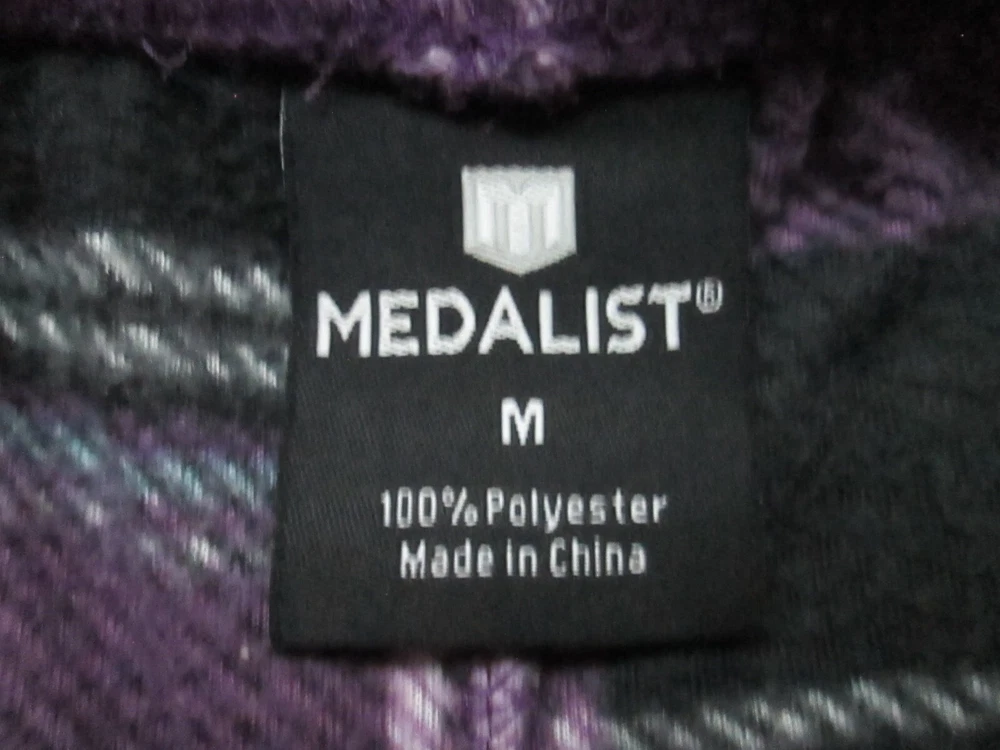 MEDALIST®
M
100% Polyester
Made in China